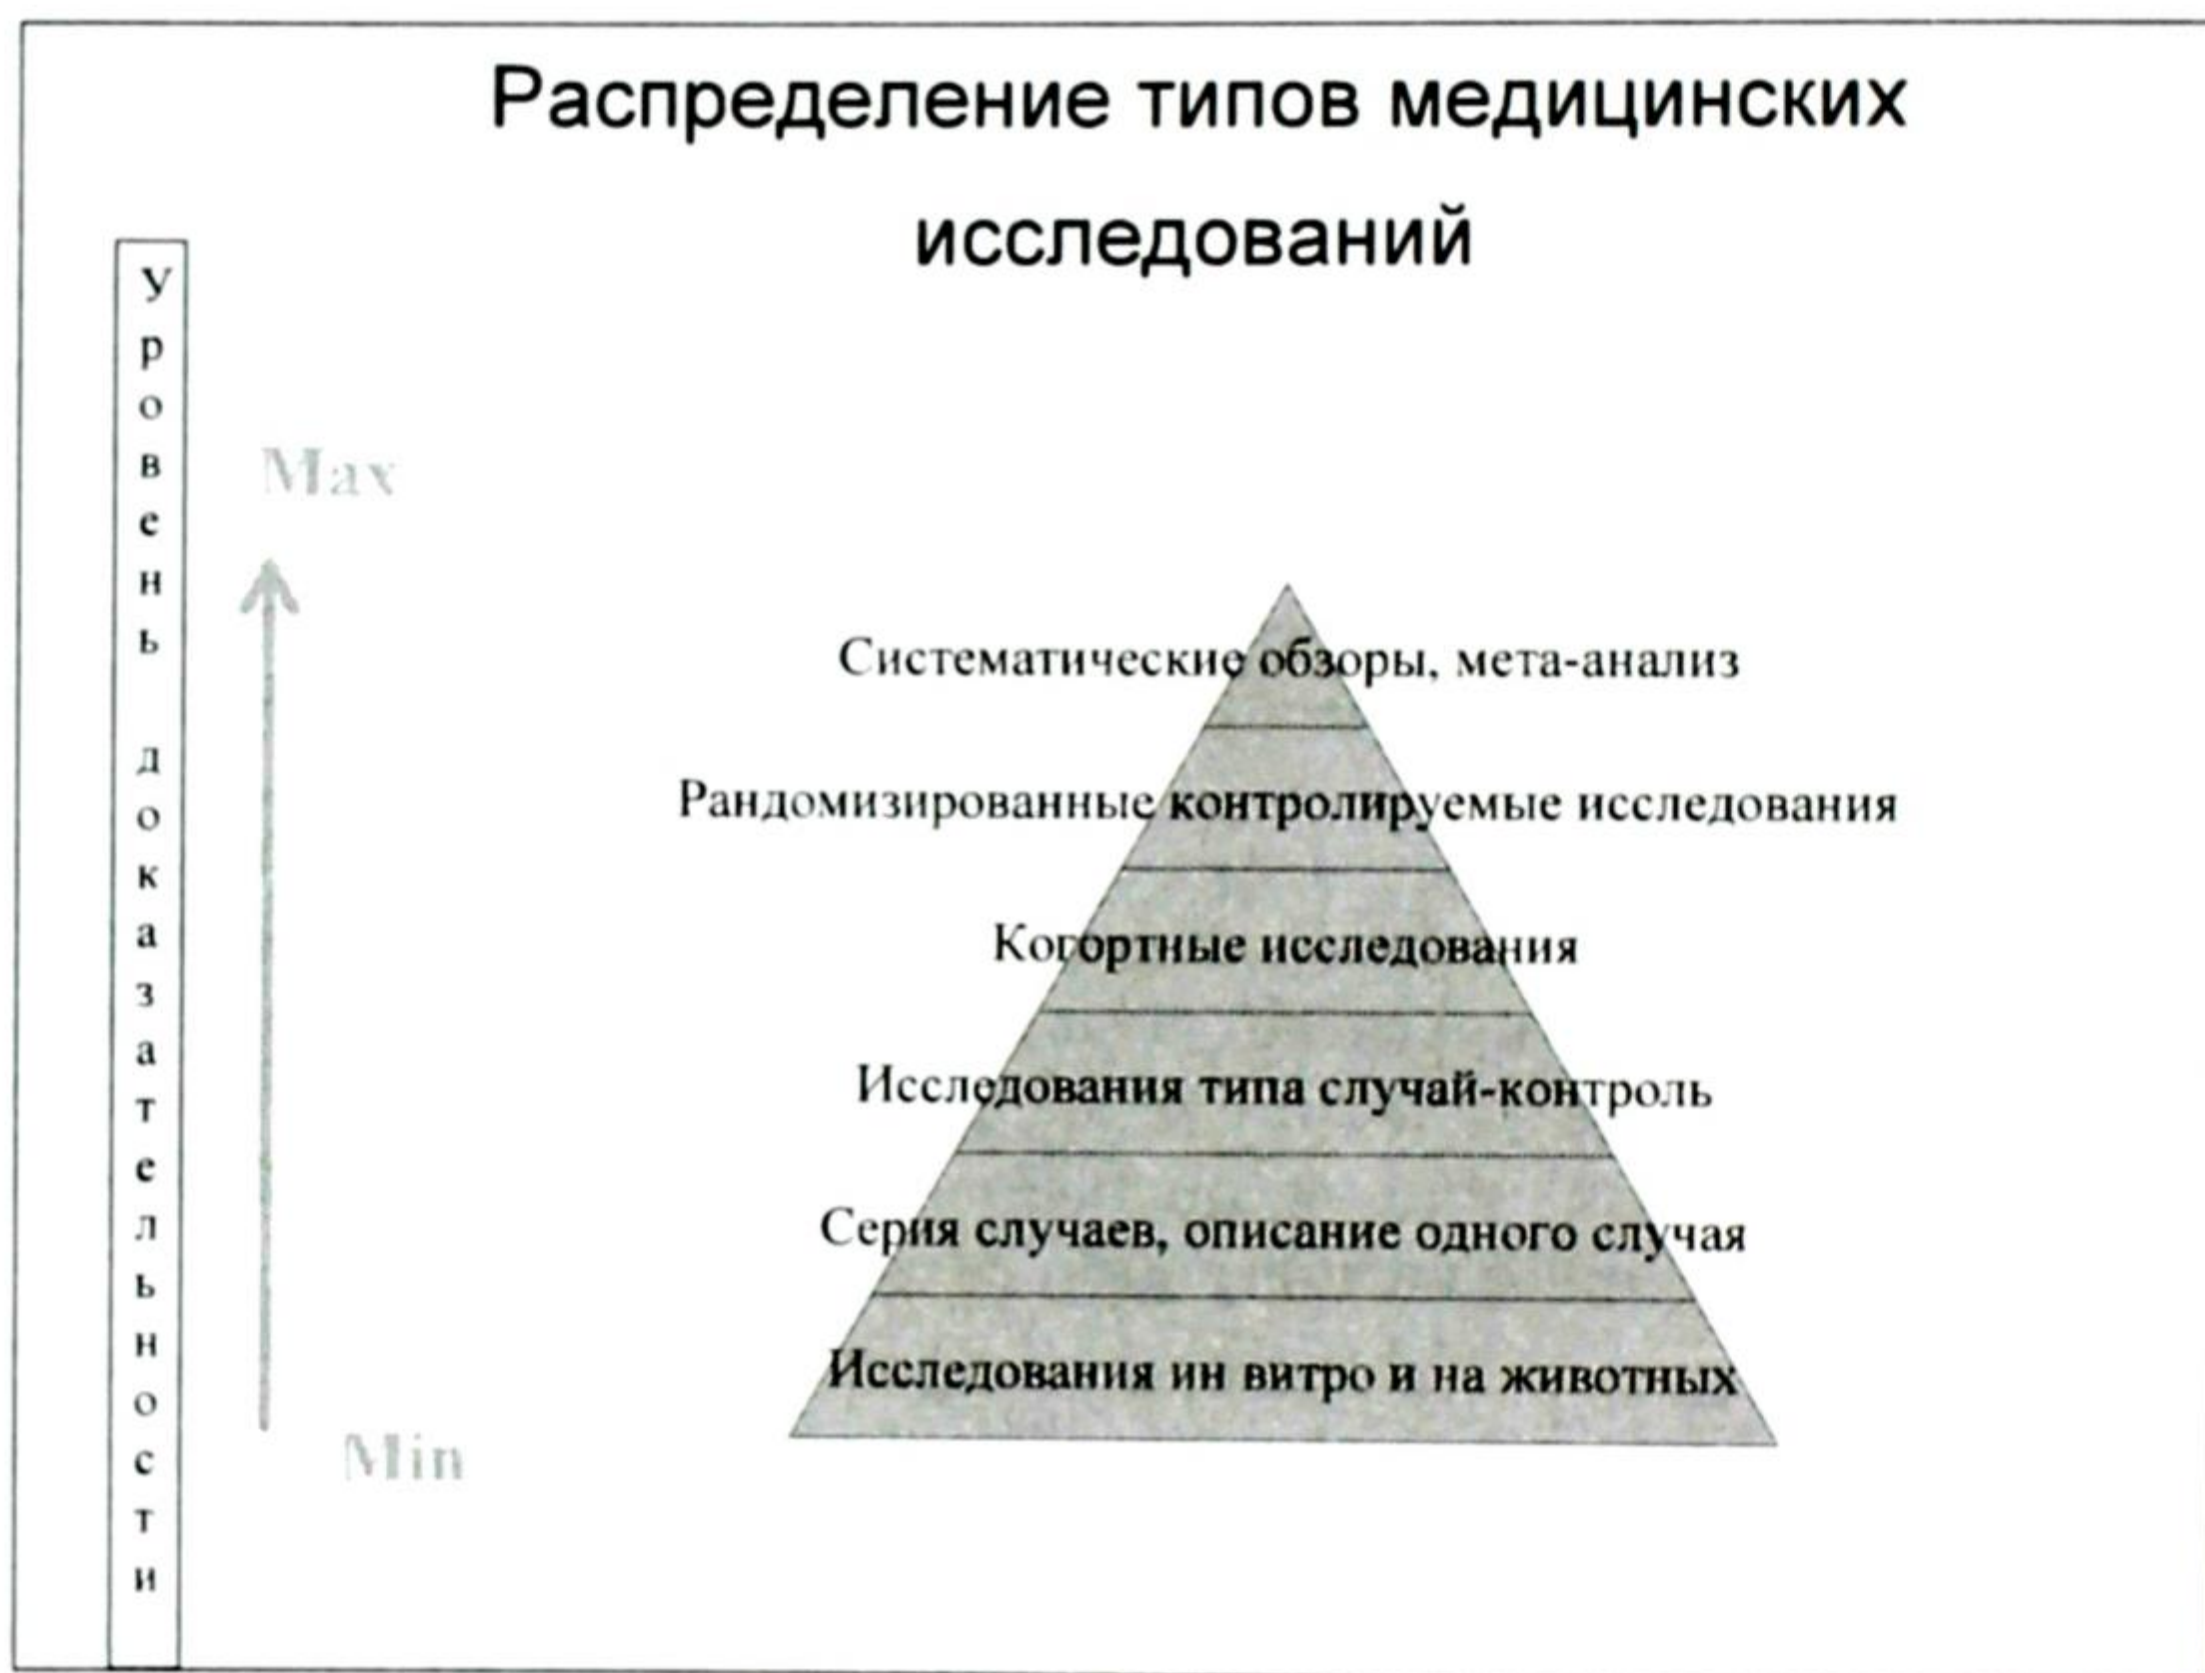 Распределение типов медицинских
исследований
Уровень доказательности
Max
Систематические обзоры, мета-анализ
Рандомизированные контролируемые исследования
Когортные исследования
Исследования типа случай-контроль
Серия случаев, описание одного случая
Исследования ин витро и на животных
Min